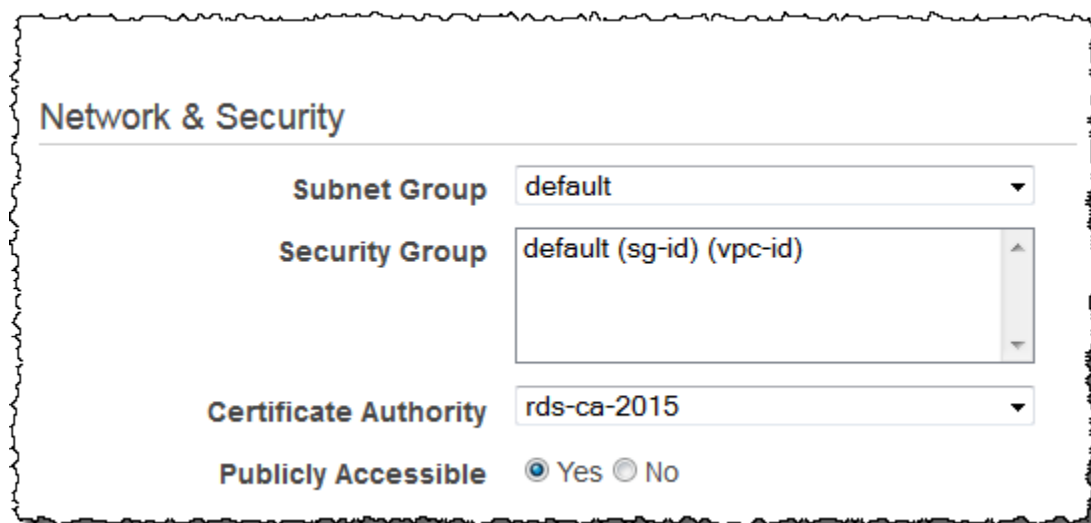 Network & Security
Subnet Group default
Security Group default (sg-id) (vpc-id)
Certificate Authority rds-ca-2015
Publicly Accessible Yes No